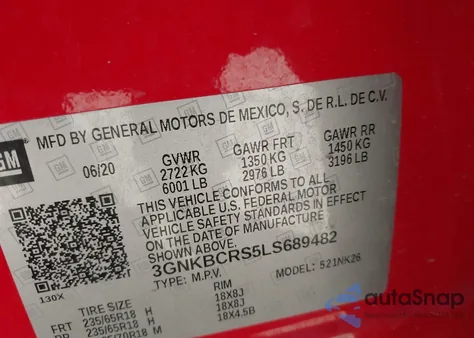 GM
MFD BY GENERAL MOTORS DE MEXICO, S. DE R.L. DE C.V.
06/20 GVWR GAWR FRT GAWR RR
2722 KG 1350 KG 1450 KG
6001 LB 2976 LB 3196 LB
THIS VEHICLE CONFORMS TO ALL
APPLICABLE U.S. FEDERAL MOTOR
VEHICLE SAFETY STANDARDS IN
EFFECT ON THE DATE OF MANUFACTURE
SHOWN ABOVE.
3GNKBCRS5LS689482
TYPE: M.P.V. MODEL: 521NK26
130X
TIRE SIZE RIM
FRT 235/65R18 H 18X8J
RR 235/65R18 H 18X8J
/70R18 M 18X4.5B
autoSnap